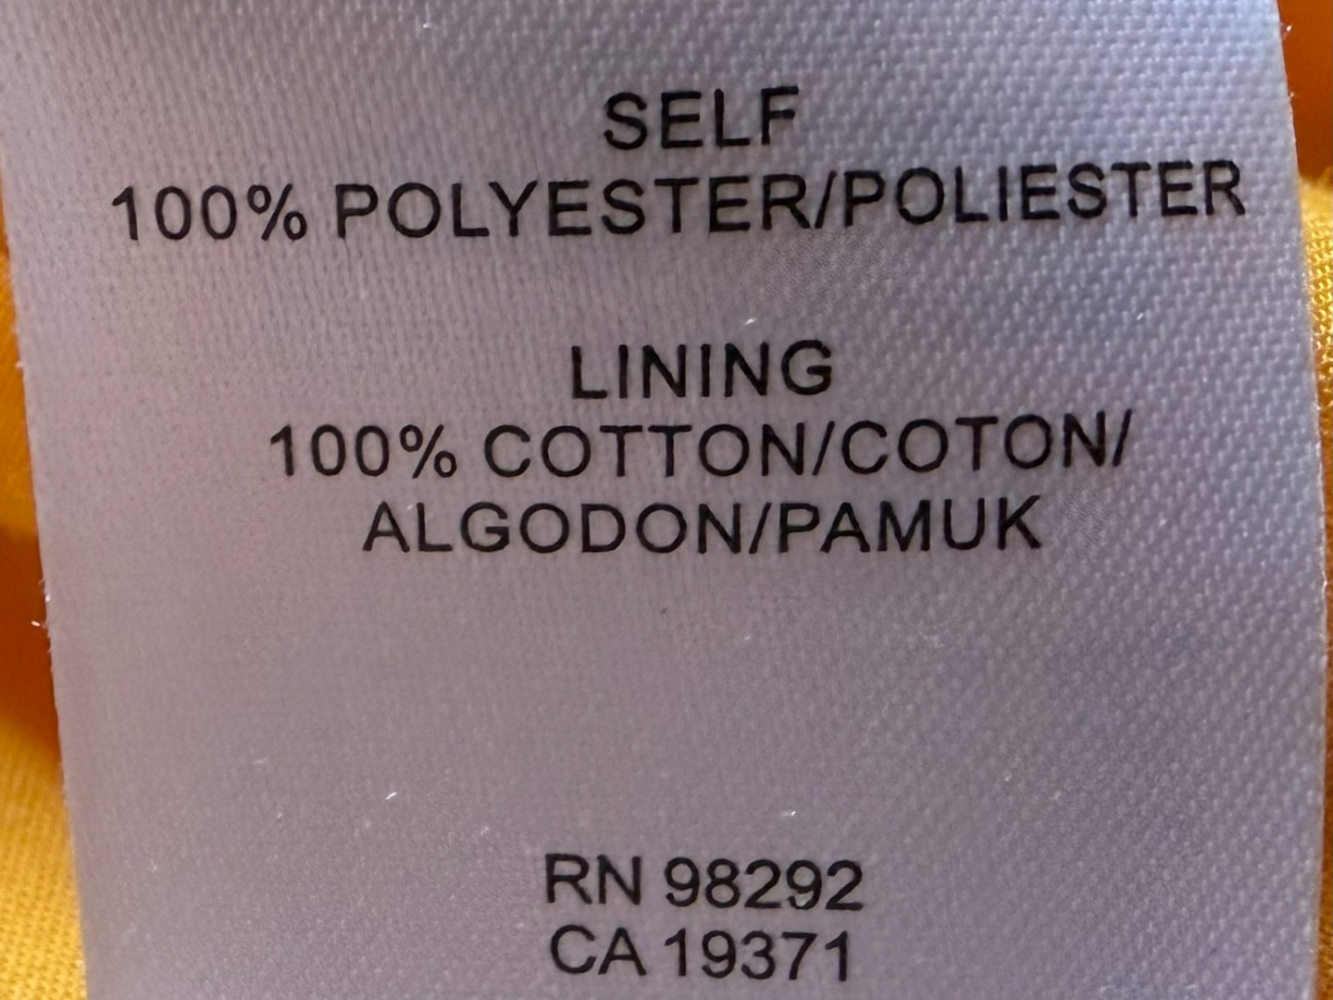 SELF
100% POLYESTER/POLIESTER
LINING
100% COTTON/COTON/
ALGODON/PAMUK
RN 98292
CA 19371